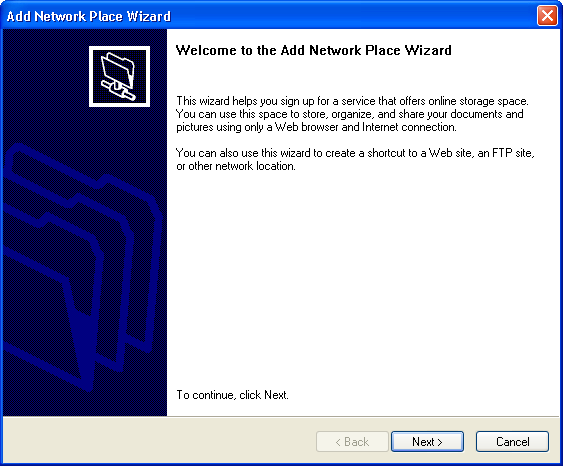 Add Network Place Wizard
Welcome to the Add Network Place Wizard
This wizard helps you sign up for a service that offers online storage space.
You can use this space to store, organize, and share your documents and
pictures using only a Web browser and Internet connection.
You can also use this wizard to create a shortcut to a Web site, an FTP site,
or other network location.
To continue, click Next.
< Back Next > Cancel